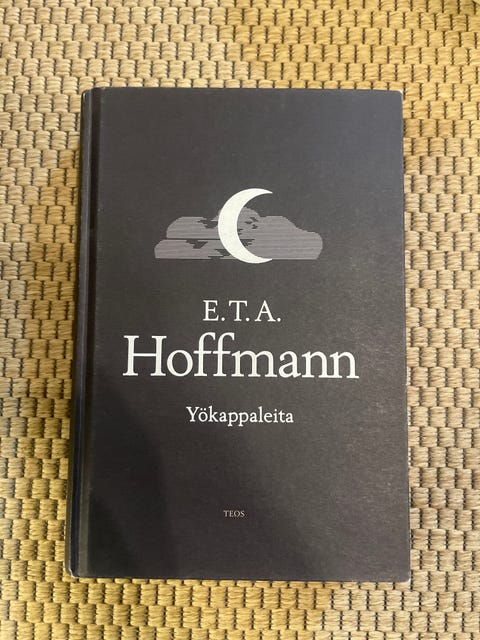 E.T.A.
Hoffmann
Yökappaleita
TEOS